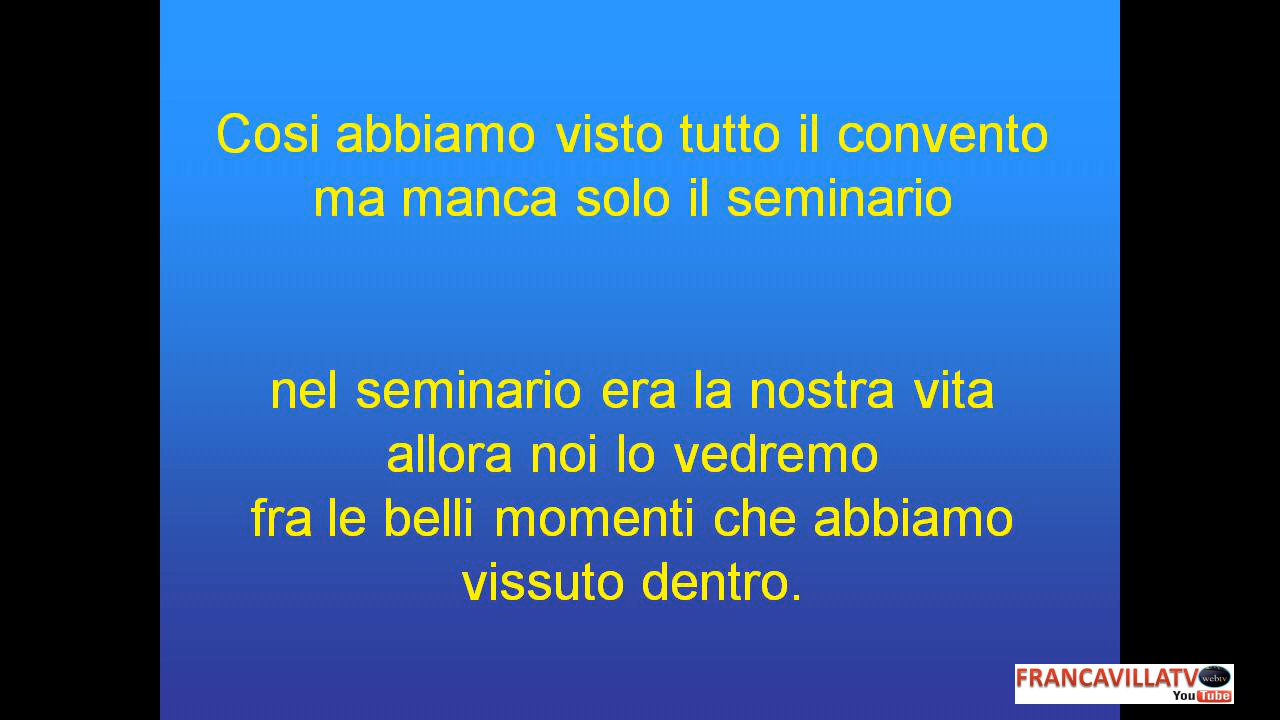 Cosi abbiamo visto tutto il convento
ma manca solo il seminario
nel seminario era la nostra vita
allora noi lo vedremo
fra le belli momenti che abbiamo
vissuto dentro.
FRANCAVILLATV webtv
YouTube